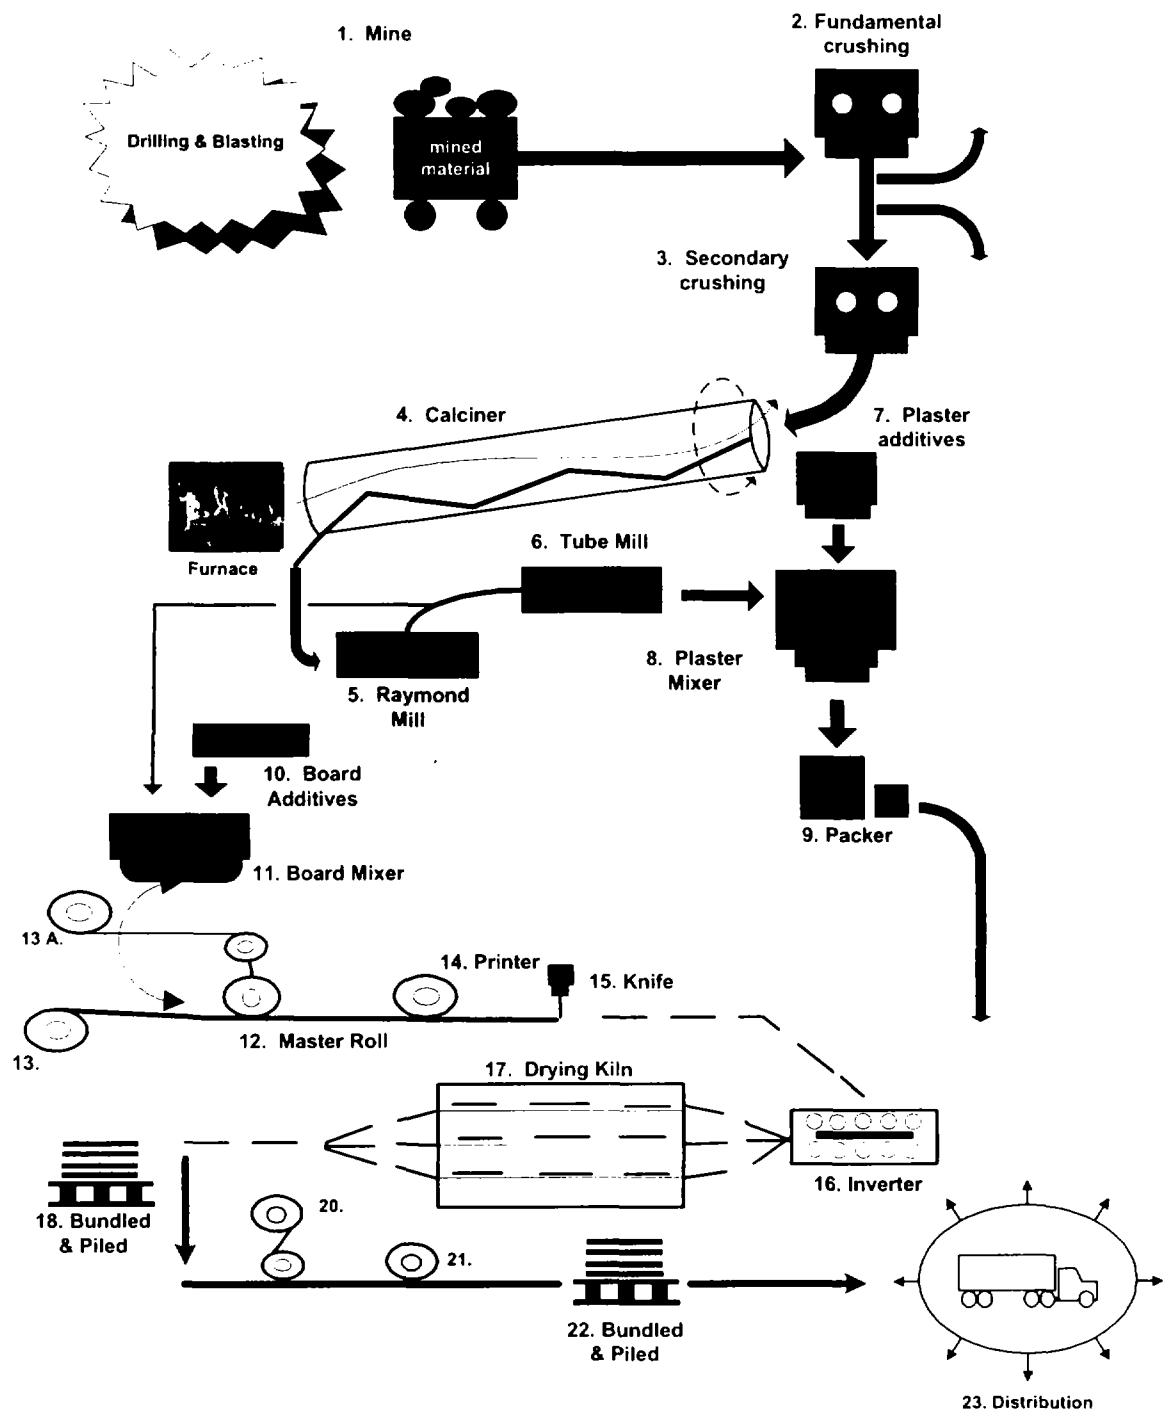 1. Mine
2. Fundamental
crushing
Drilling & Blasting
mined
material
3. Secondary
crushing
4. Calciner
7. Plaster
additives
Furnace
6. Tube Mill
5. Raymond
Mill
8. Plaster
Mixer
10. Board
Additives
9. Packer
11. Board Mixer
13 A.
14. Printer
15. Knife
12. Master Roll
13.
17. Drying Kiln
16. Inverter
18. Bundled
& Piled
20.
21.
22. Bundled
& Piled
23. Distribution